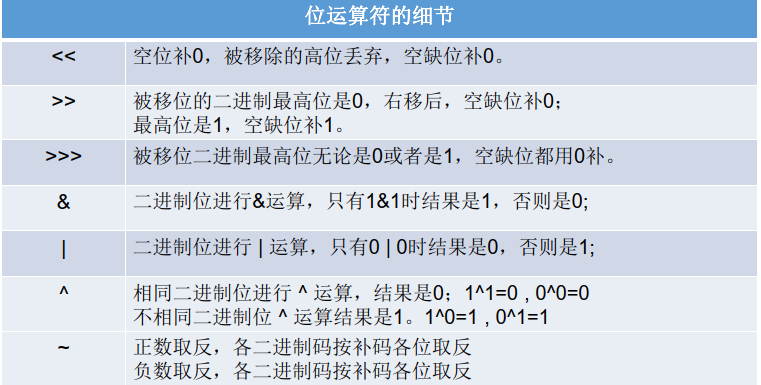 位运算符的细节
<< 空位补0，被移除的高位丢弃，空缺位补0。
>> 被移位的二进制最高位是0，右移后，空缺位补0；
最高位是1，空缺位补1。
>>> 被移位二进制最高位无论是0或者是1，空缺位都用0补。
& 二进制位进行&运算，只有1&1时结果是1，否则是0;
| 二进制位进行 | 运算，只有0 | 0时结果是0，否则是1;
^ 相同二进制位进行 ^ 运算，结果是0；1^1=0 , 0^0=0
不相同二进制位 ^ 运算结果是1。1^0=1 , 0^1=1
~ 正数取反，各二进制码按补码各位取反
负数取反，各二进制码按补码各位取反